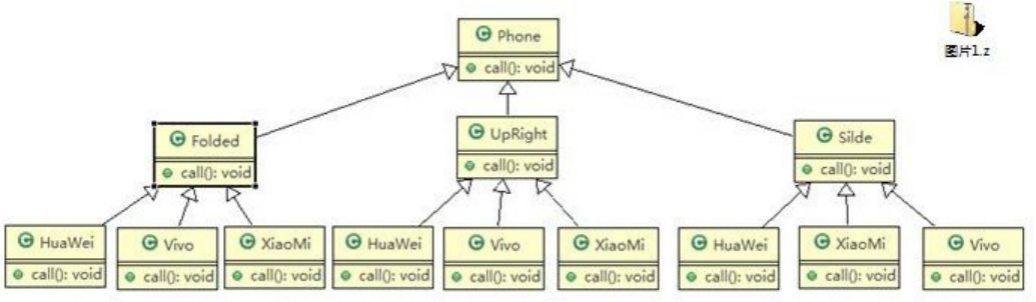 Phone
call(): void
图片1.z
Folded
call(): void
UpRight
call(): void
Silde
call(): void
HuaWei
call(): void
Vivo
call(): void
XiaoMi
call(): void
HuaWei
call(): void
Vivo
call(): void
XiaoMi
call(): void
HuaWei
call(): void
XiaoMi
call(): void
Vivo
call(): void